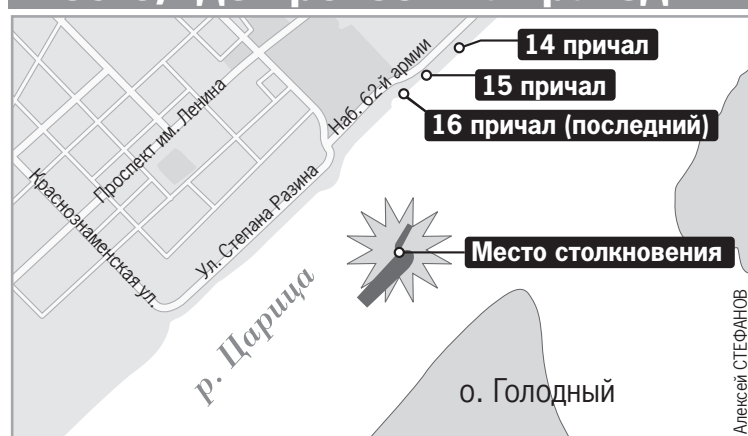 14 причал
15 причал
16 причал (последний)
Наб. 62-й армии
Проспект им. Ленина
Краснознаменская ул.
Ул. Степана Разина
Место столкновения
р. Царица
о. Голодный
Алексей СТЕФАНОВ